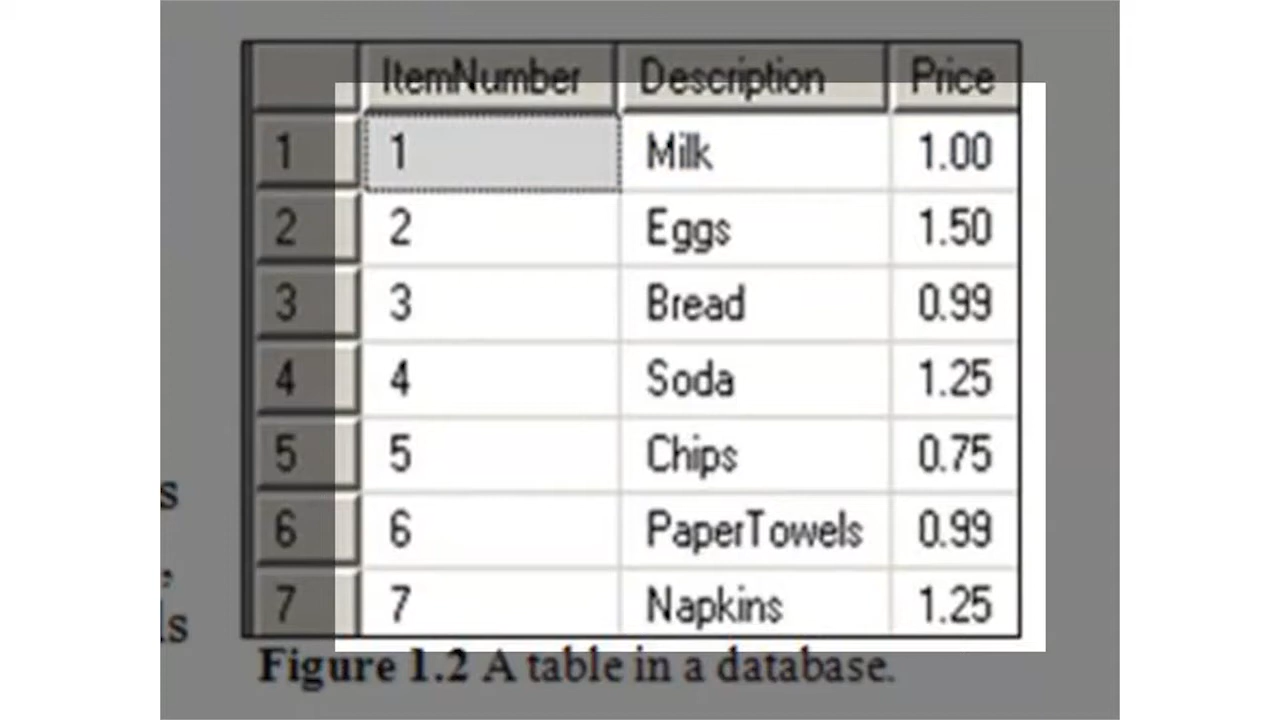 ItemNumber Description Price
1 1 Milk 1.00
2 2 Eggs 1.50
3 3 Bread 0.99
4 4 Soda 1.25
5 5 Chips 0.75
6 6 PaperTowels 0.99
7 7 Napkins 1.25
Figure 1.2 A table in a database.